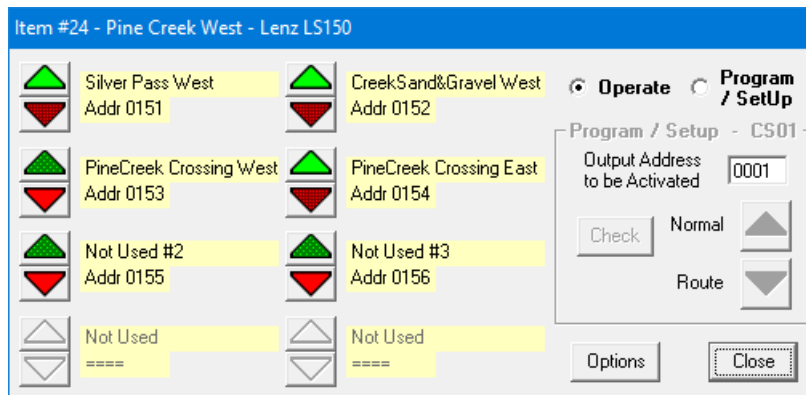 Item #24 - Pine Creek West - Lenz LS150
Silver Pass West
Addr 0151
CreekSand&Gravel West
Addr 0152
PineCreek Crossing West
Addr 0153
PineCreek Crossing East
Addr 0154
Not Used #2
Addr 0155
Not Used #3
Addr 0156
Not Used
====
Not Used
====
Operate
Program
/ SetUp
Program / Setup - CS01
Output Address
to be Activated
0001
Check
Normal
Route
Options
Close